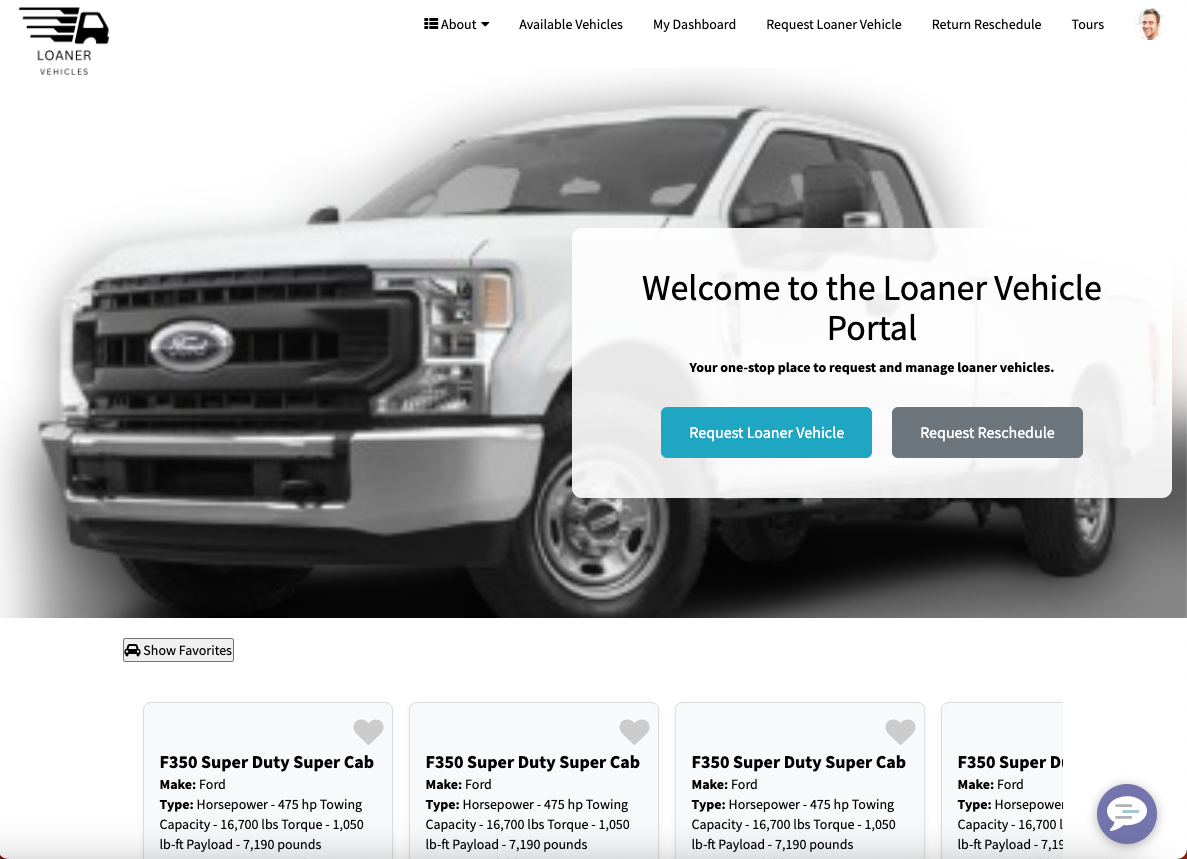 LOANER
VEHICLES
About
Available Vehicles
My Dashboard
Request Loaner Vehicle
Return Reschedule
Tours
Ford
Welcome to the Loaner Vehicle
Portal
Your one-stop place to request and manage loaner vehicles.
Request Loaner Vehicle
Request Reschedule
Show Favorites
F350 Super Duty Super Cab
Make: Ford
Type: Horsepower - 475 hp Towing
Capacity - 16,700 lbs Torque - 1,050
lb-ft Payload - 7,190 pounds
F350 Super Duty Super Cab
Make: Ford
Type: Horsepower - 475 hp Towing
Capacity - 16,700 lbs Torque - 1,050
lb-ft Payload - 7,190 pounds
F350 Super Duty Super Cab
Make: Ford
Type: Horsepower - 475 hp Towing
Capacity - 16,700 lbs Torque - 1,050
lb-ft Payload - 7,190 pounds
F350 Super
Make: Ford
Type: Horsepower
Capacity - 16,700
lb-ft Payload - 7,19